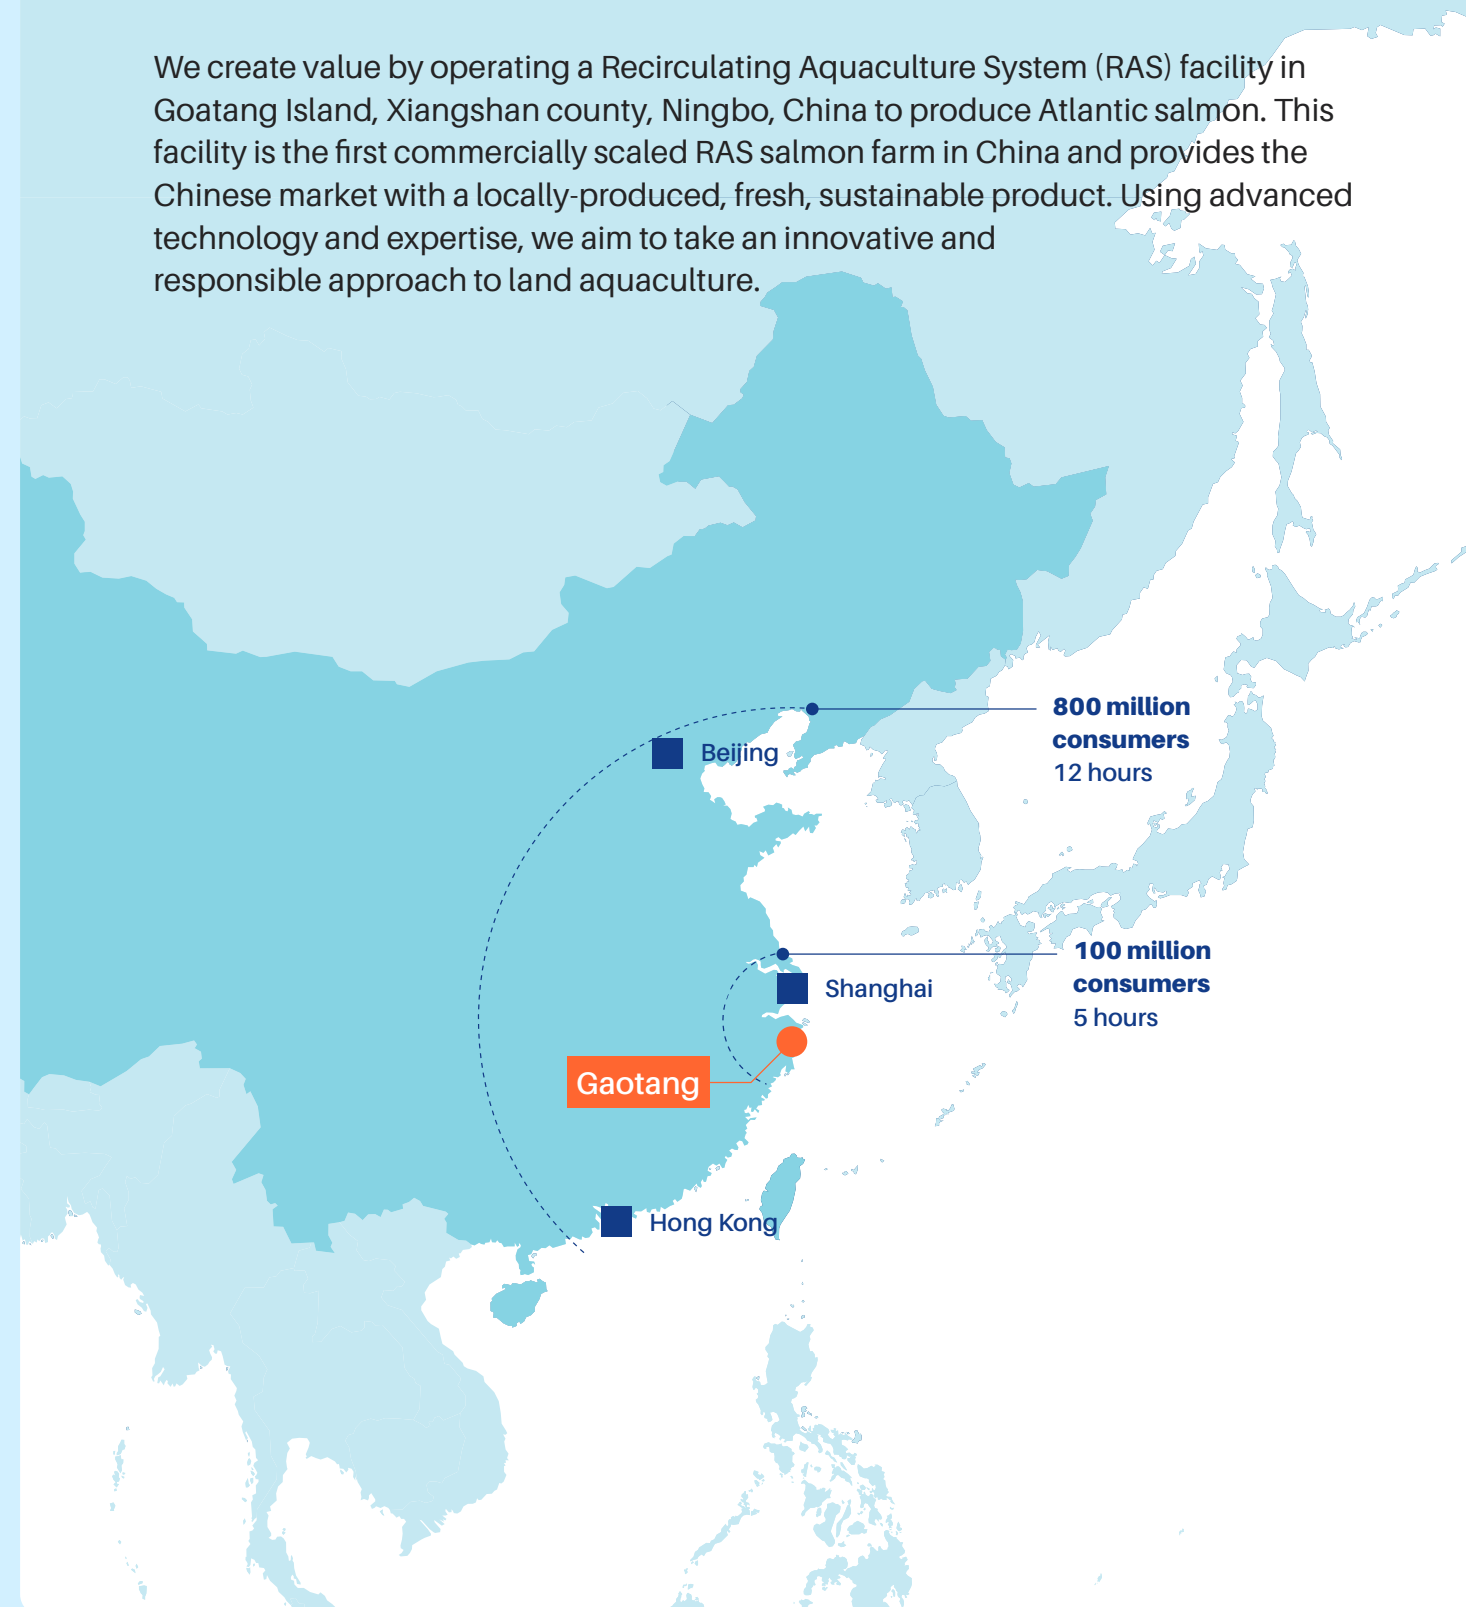 We create value by operating a Recirculating Aquaculture System (RAS) facility in
Goatang Island, Xiangshan county, Ningbo, China to produce Atlantic salmon. This
facility is the first commercially scaled RAS salmon farm in China and provides the
Chinese market with a locally-produced, fresh, sustainable product. Using advanced
technology and expertise, we aim to take an innovative and
responsible approach to land aquaculture.
800 million
consumers
12 hours
Beijing
100 million
consumers
5 hours
Shanghai
Gaotang
Hong Kong